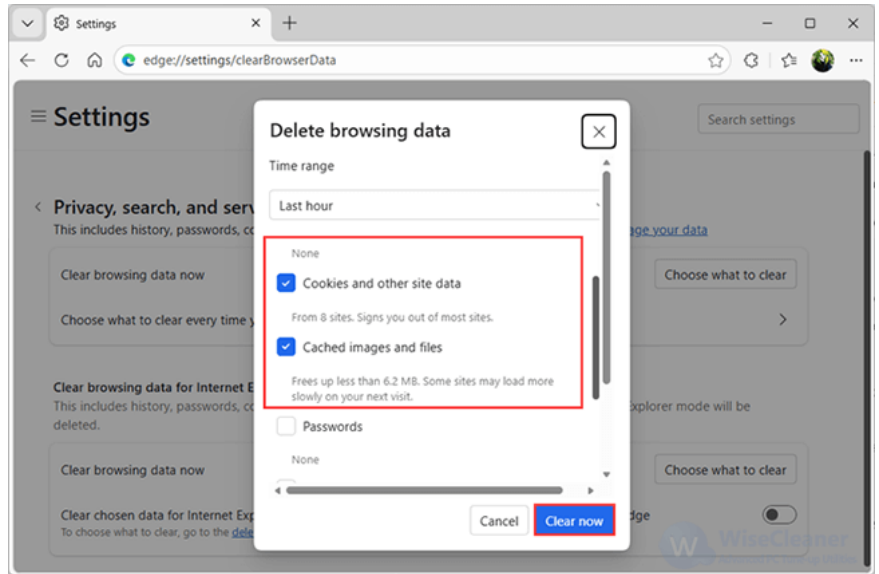 Settings
edge://settings/clearBrowserData
Settings
Search settings
Delete browsing data
Time range
Last hour
None
Cookies and other site data
From 8 sites. Signs you out of most sites.
Cached images and files
Frees up less than 6.2 MB. Some sites may load more
slowly on your next visit.
Passwords
None
Cancel
Clear now
Privacy, search, and serv
This includes history, passwords, co
age your data
Clear browsing data now
Choose what to clear
Choose what to clear every time y
Clear browsing data for Internet E
This includes history, passwords, co
xplorer mode will be
deleted.
Clear browsing data now
Choose what to clear
Clear chosen data for Internet Exp
dge
To choose what to clear, go to the dele
WiseCleaner